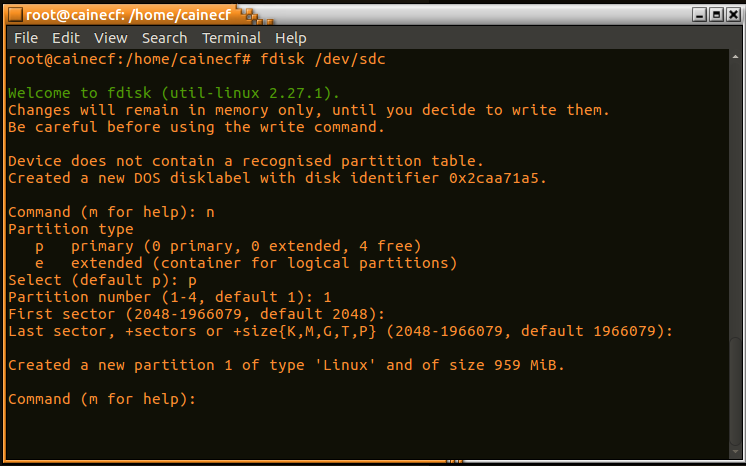 root@cainecf: /home/cainecf
File Edit View Search Terminal Help
root@cainecf:/home/cainecf# fdisk /dev/sdc
Welcome to fdisk (util-linux 2.27.1).
Changes will remain in memory only, until you decide to write them.
Be careful before using the write command.
Device does not contain a recognised partition table.
Created a new DOS disklabel with disk identifier 0x2caa71a5.
Command (m for help): n
Partition type
p   primary (0 primary, 0 extended, 4 free)
e   extended (container for logical partitions)
Select (default p): p
Partition number (1-4, default 1): 1
First sector (2048-1966079, default 2048):
Last sector, +sectors or +size{K,M,G,T,P} (2048-1966079, default 1966079):
Created a new partition 1 of type 'Linux' and of size 959 MiB.
Command (m for help):